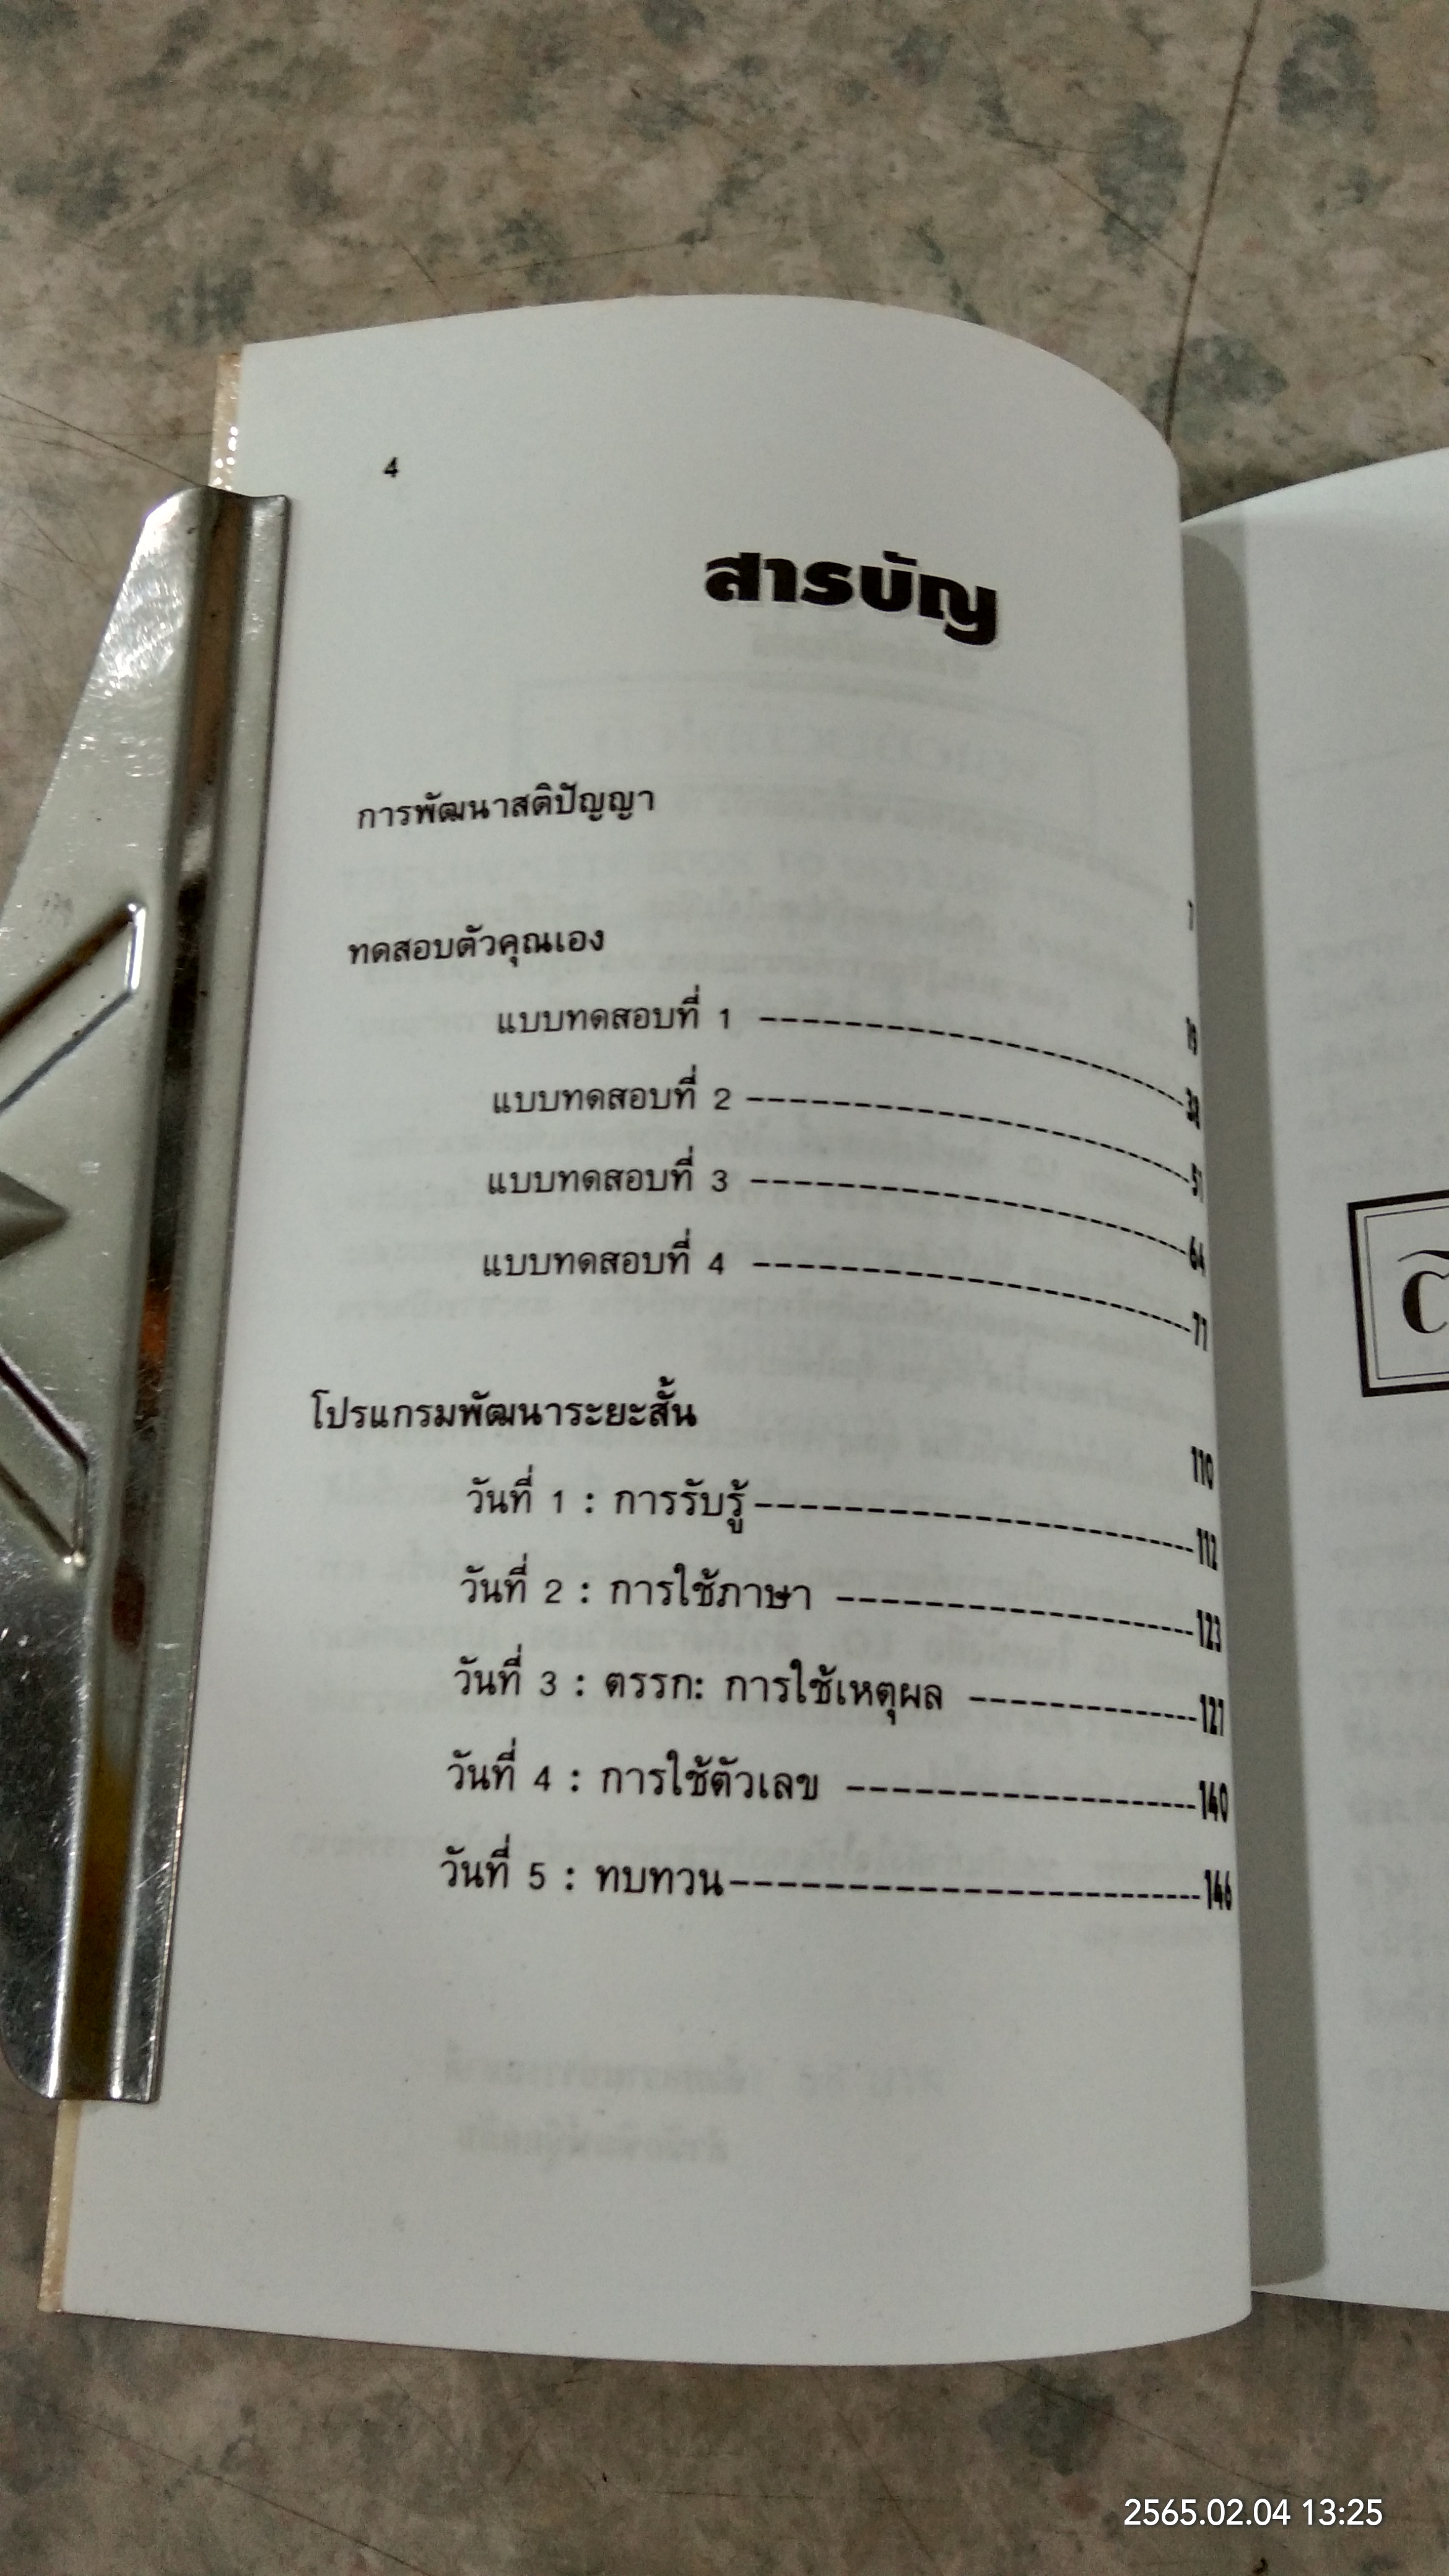 4
สารบัญ
การพัฒนาสติปัญญา 7
ทดสอบตัวคุณเอง 19
แบบทดสอบที่ 1 ---------------- 38
แบบทดสอบที่ 2 ---------------- 51
แบบทดสอบที่ 3 ---------------- 64
แบบทดสอบที่ 4 ---------------- 77
โปรแกรมพัฒนาระยะสั้น 110
วันที่ 1 : การรับรู้ ---------------- 112
วันที่ 2 : การใช้ภาษา ---------------- 123
วันที่ 3 : ตรรกะ การใช้เหตุผล ---------------- 127
วันที่ 4 : การใช้ตัวเลข ---------------- 140
วันที่ 5 : ทบทวน ---------------- 146
2565.02.04 13:25